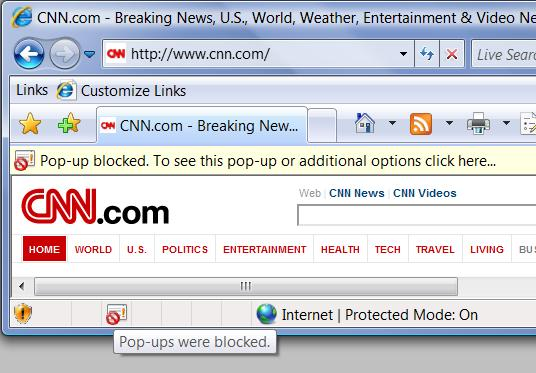 CNN.com - Breaking News, U.S., World, Weather, Entertainment & Video Ne
CNN http://www.cnn.com/ Live Sear
Links Customize Links
CNN CNN.com - Breaking New...
Pop-up blocked. To see this pop-up or additional options click here...
CNN.com
Web | CNN News | CNN Videos
HOME WORLD U.S. POLITICS ENTERTAINMENT HEALTH TECH TRAVEL LIVING BUS
Internet | Protected Mode: On
Pop-ups were blocked.